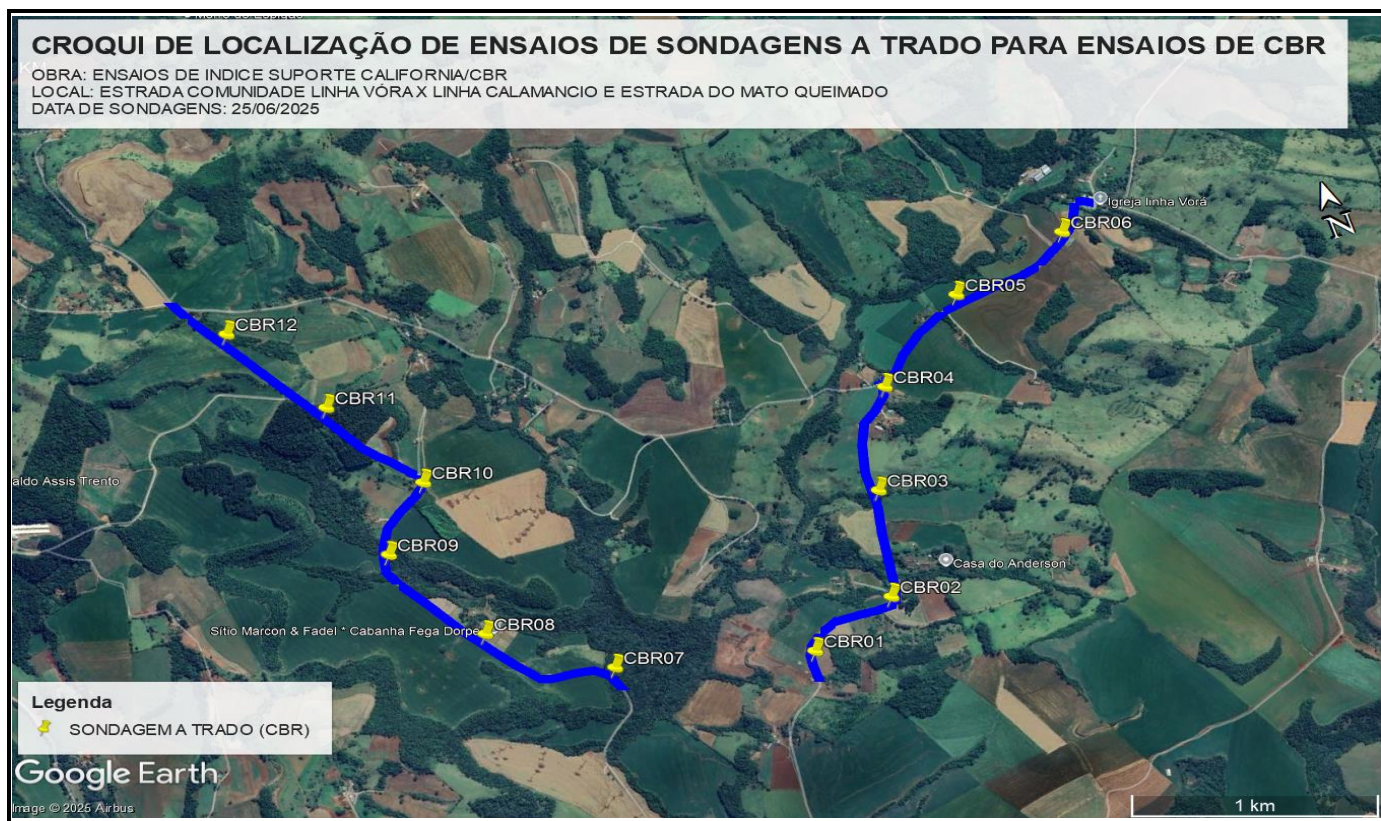 CROQUI DE LOCALIZAÇÃO DE ENSAIOS DE SONDAGENS A TRADO PARA ENSAIOS DE CBR
OBRA: ENSAIOS DE INDICE SUPORTE CALIFORNIA/CBR
LOCAL: ESTRADA COMUNIDADE LINHA VÓRA X LINHA CALAMANCIO E ESTRADA DO MATO QUEIMADO
DATA DE SONDAGENS: 25/06/2025
Igreja linha Vorá
CBR06
CBR05
CBR12
CBR04
CBR11
CBR10
aldo Assis Trento
CBR03
CBR09
Casa do Anderson
CBR02
CBR08
Sítio Marcon & Fadel * Cabanha Fega Dorpe
CBR01
CBR07
Legenda
SONDAGEM A TRADO (CBR)
Google Earth
Image © 2025 Airbus
1 km
N